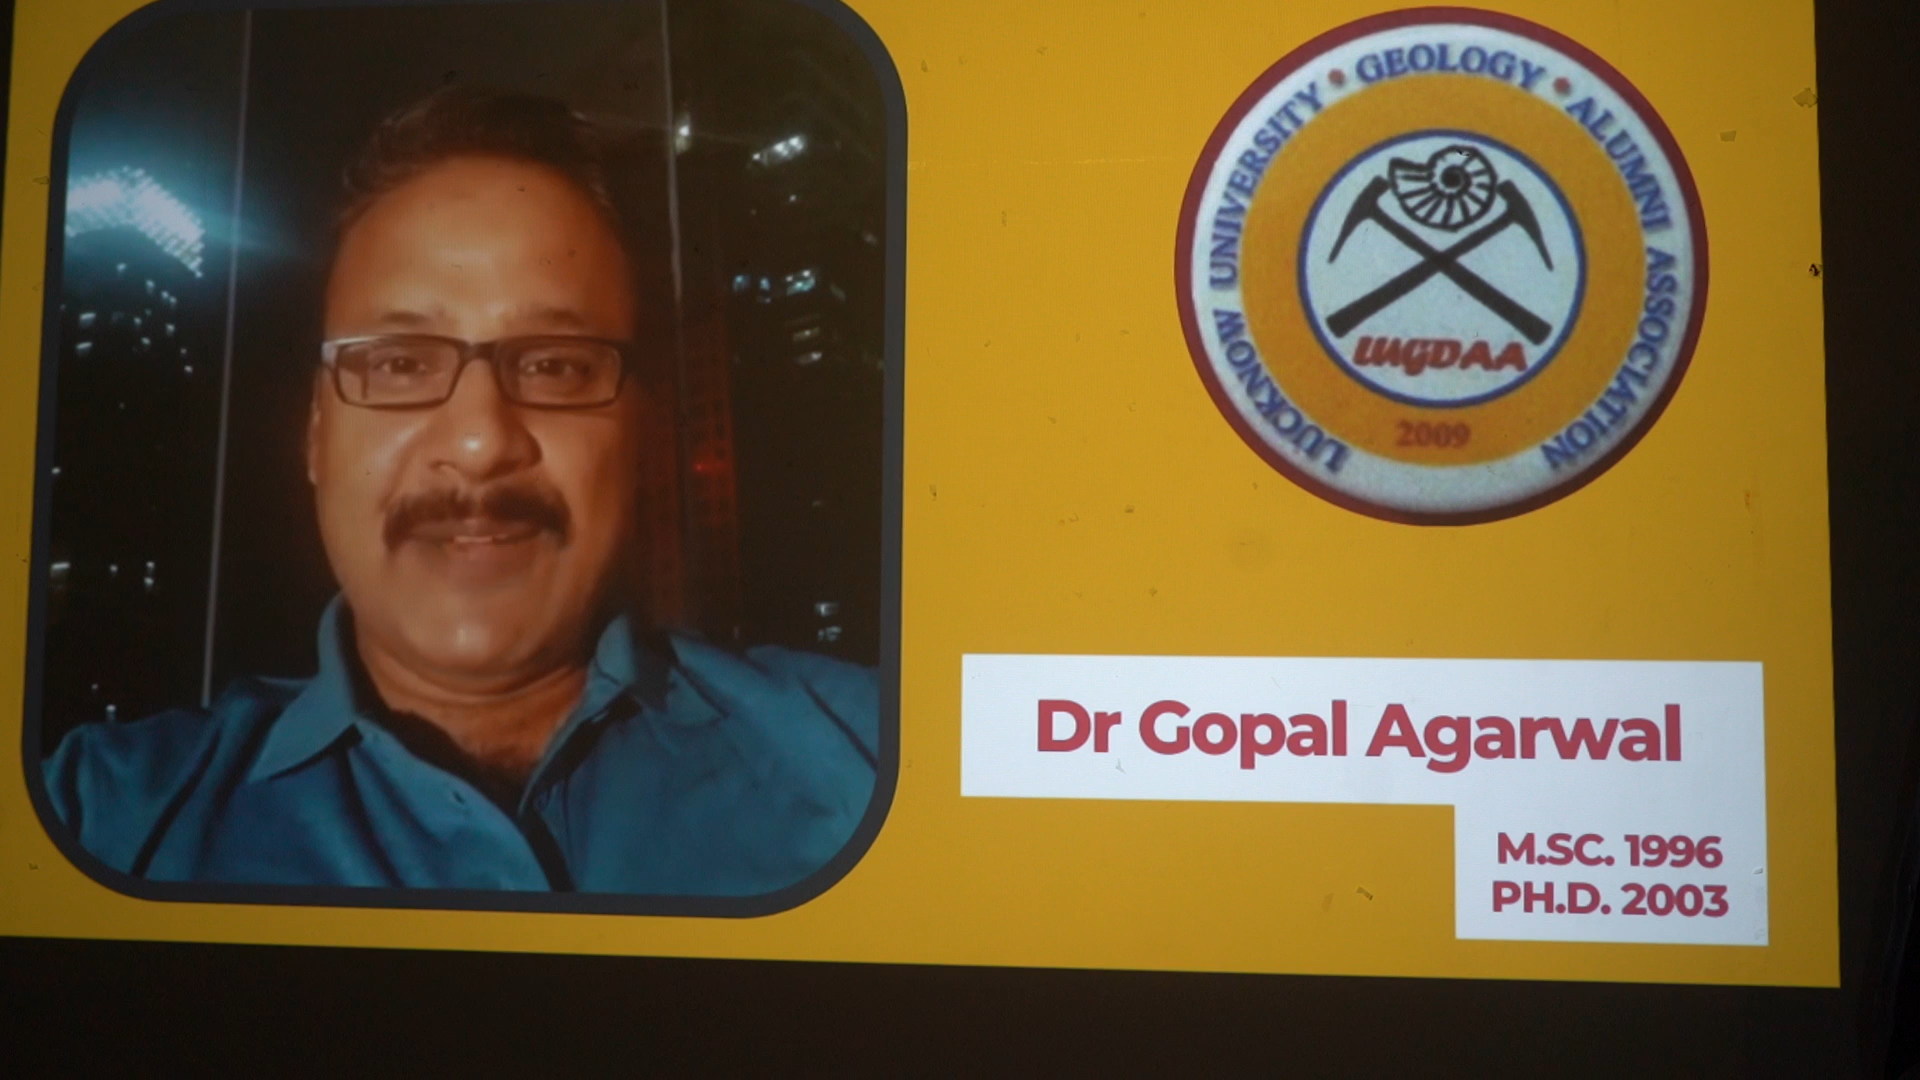 LUCKNOW UNIVERSITY • GEOLOGY • ALUMNI ASSOCIATION
LUGDAA
2009
Dr Gopal Agarwal
M.SC. 1996
PH.D. 2003